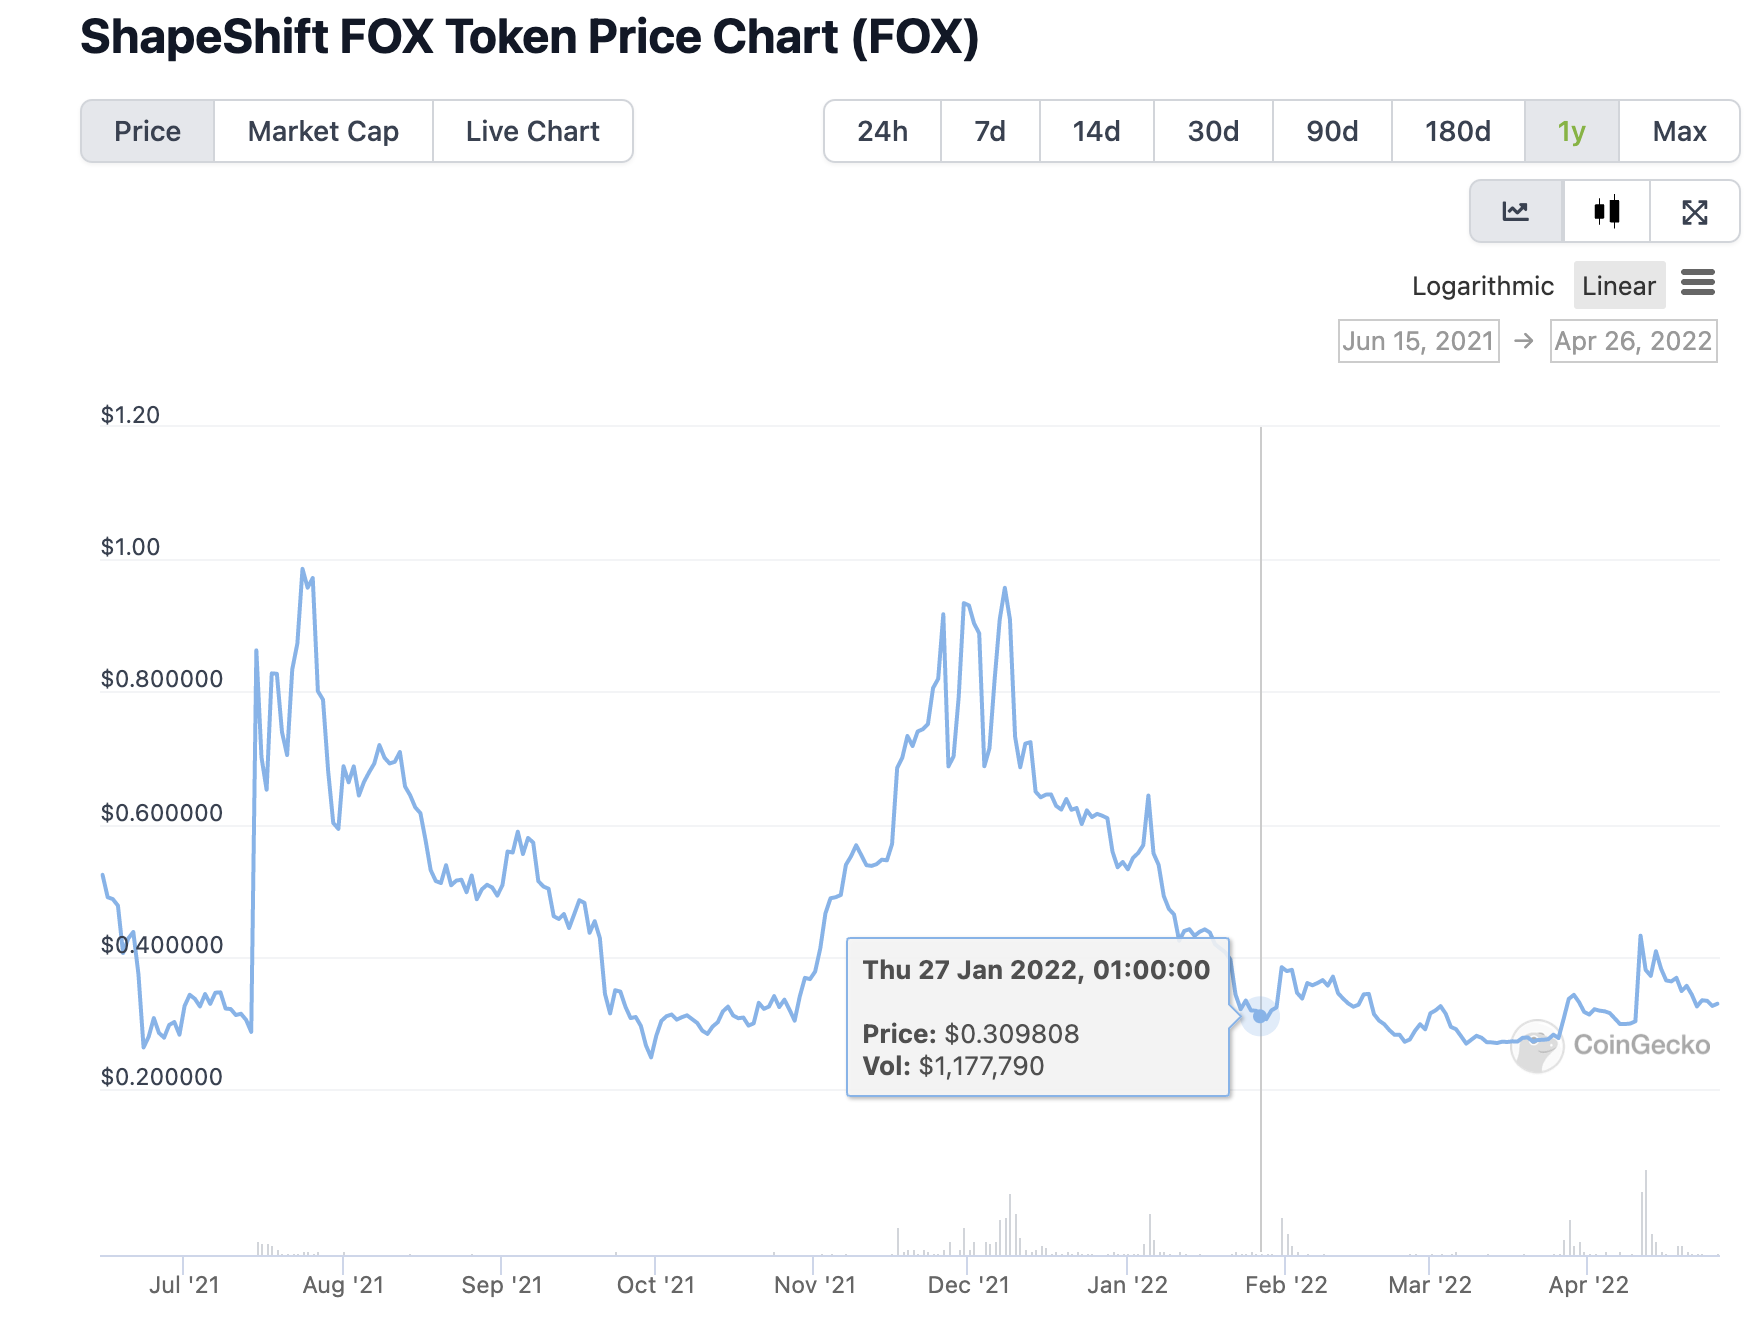 ShapeShift FOX Token Price Chart (FOX)
Price Market Cap Live Chart 24h 7d 14d 30d 90d 180d 1y Max
Logarithmic Linear
Jun 15, 2021 → Apr 26, 2022
$1.20
$1.00
$0.800000
$0.600000
$0.400000
Thu 27 Jan 2022, 01:00:00
Price: $0.309808
Vol: $1,177,790
CoinGecko
$0.200000
Jul '21 Aug '21 Sep '21 Oct '21 Nov '21 Dec '21 Jan '22 Feb '22 Mar '22 Apr '22